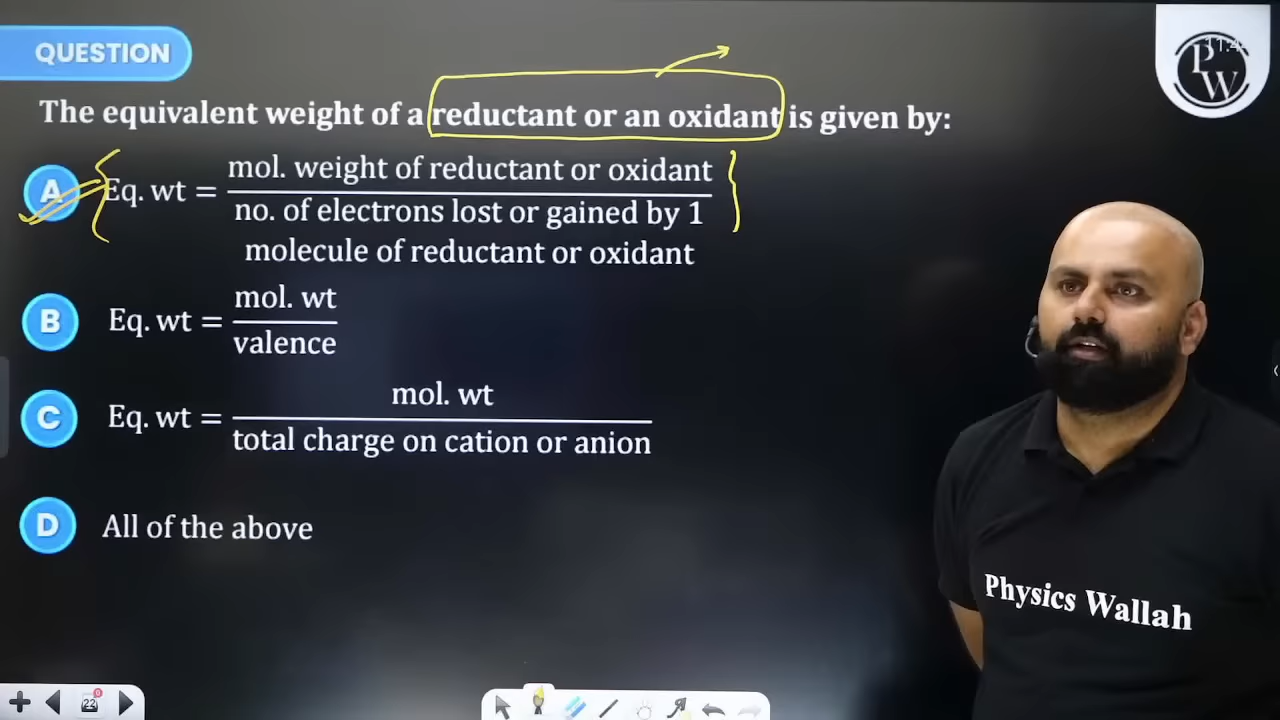 QUESTION
The equivalent weight of a reductant or an oxidant is given by:
A Eq. wt = mol. weight of reductant or oxidant
no. of electrons lost or gained by 1
molecule of reductant or oxidant
B Eq. wt = mol. wt
valence
C Eq. wt = mol. wt
total charge on cation or anion
D All of the above
PW
Physics Wallah
22